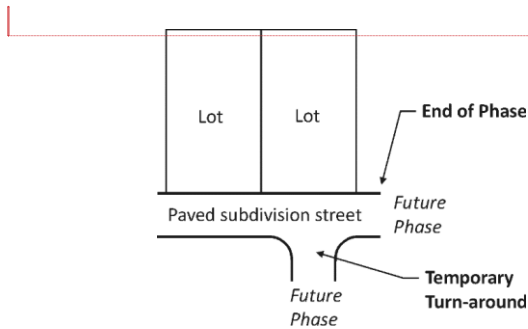 Lot
Lot
End of Phase
Paved subdivision street
Future
Phase
Temporary
Turn-around
Future
Phase